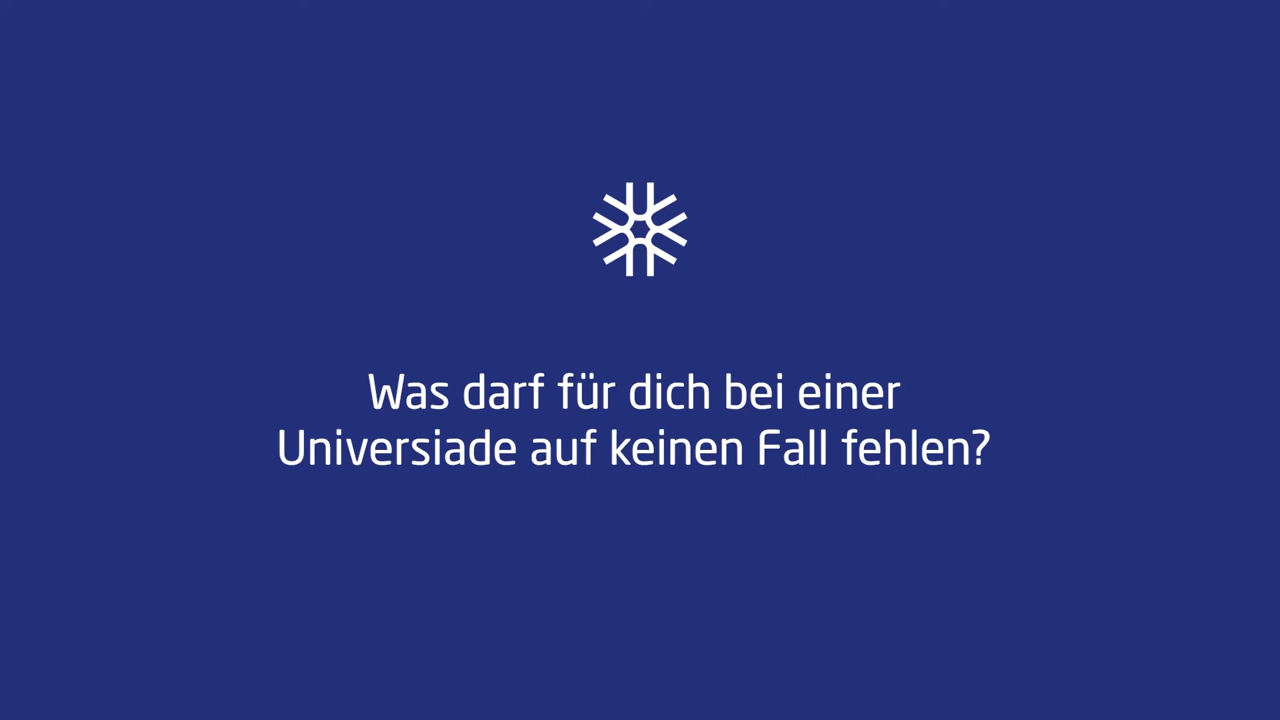 Was darf für dich bei einer
Universiade auf keinen Fall fehlen?